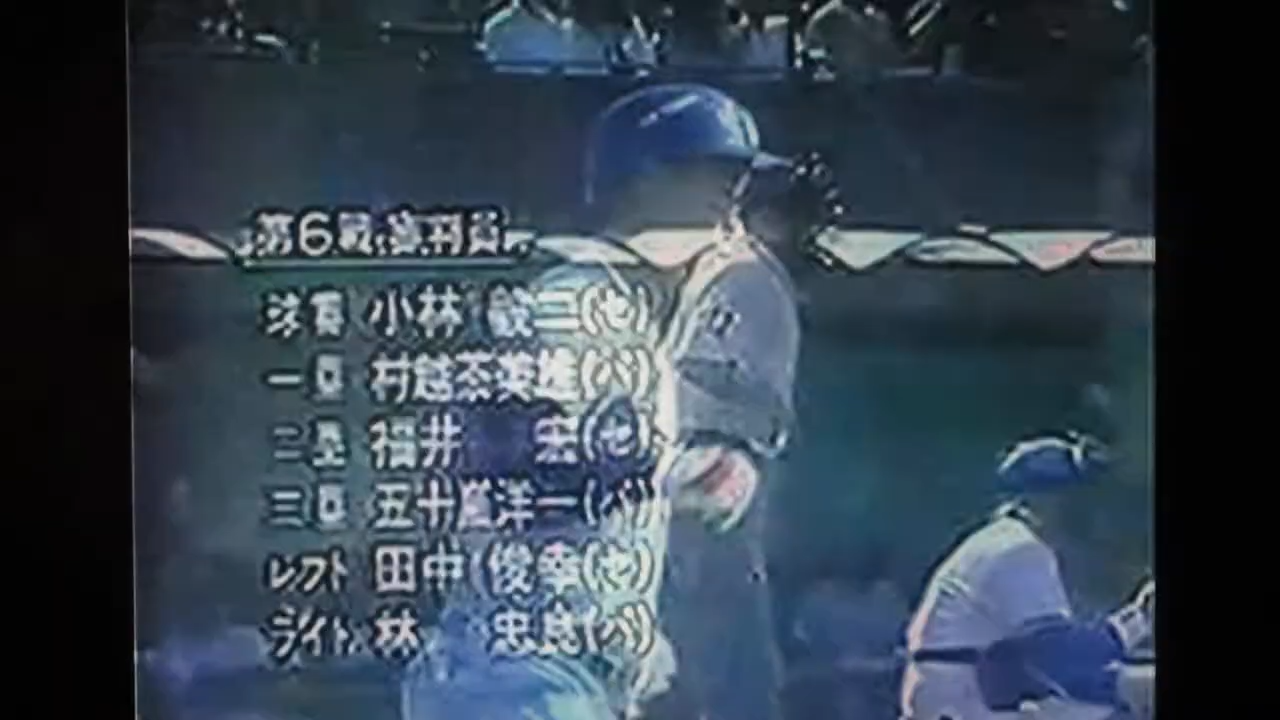 第6戦審判員
球審 小林 毅二(セ)
一塁 村越茶美雄(パ)
二塁 福井 宏(セ)
三塁 五十嵐洋一(パ)
レフト 田中 俊幸(セ)
ライト 林 忠良(パ)